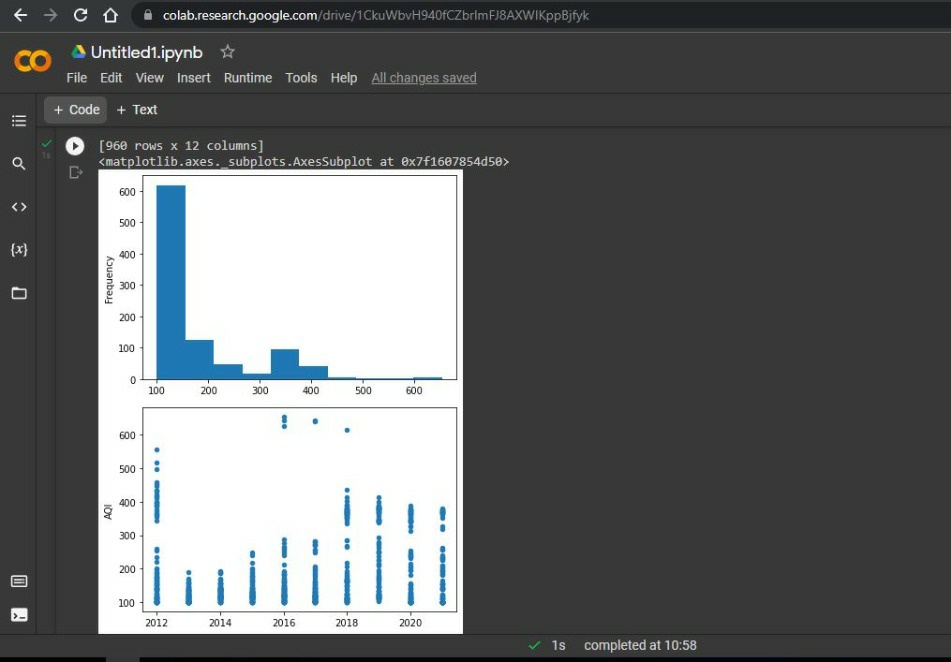 colab.research.google.com/drive/1CkuWbvH940fCZbrImFJ8AXWIKppBjfyk
Untitled1.ipynb
File Edit View Insert Runtime Tools Help All changes saved
+ Code + Text
1s
[960 rows x 12 columns]
<matplotlib.axes._subplots.AxesSubplot at 0x7f1607854d50>
{x}
600
500
400
300
200
100
0
Frequency
100 200 300 400 500 600
600
500
400
300
200
100
AQI
2012 2014 2016 2018 2020
1s completed at 10:58